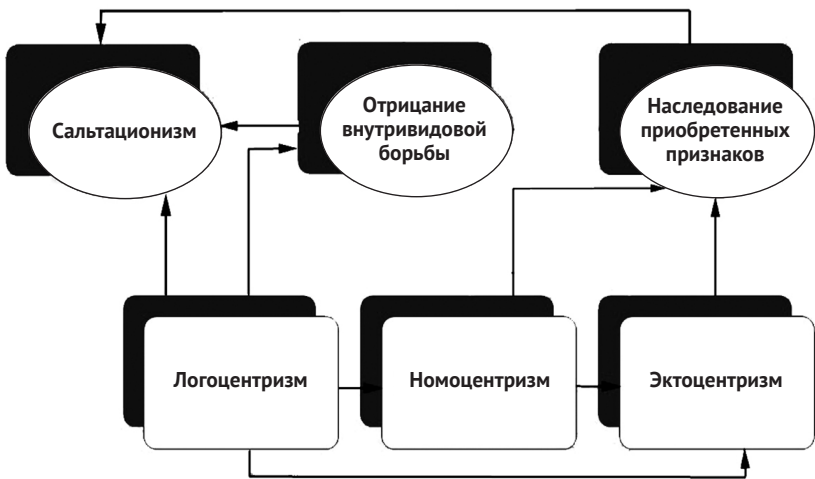 Сальтационизм
Отрицание
внутривидовой
борьбы
Наследование
приобретенных
признаков
Логоцентризм
Номоцентризм
Эктоцентризм